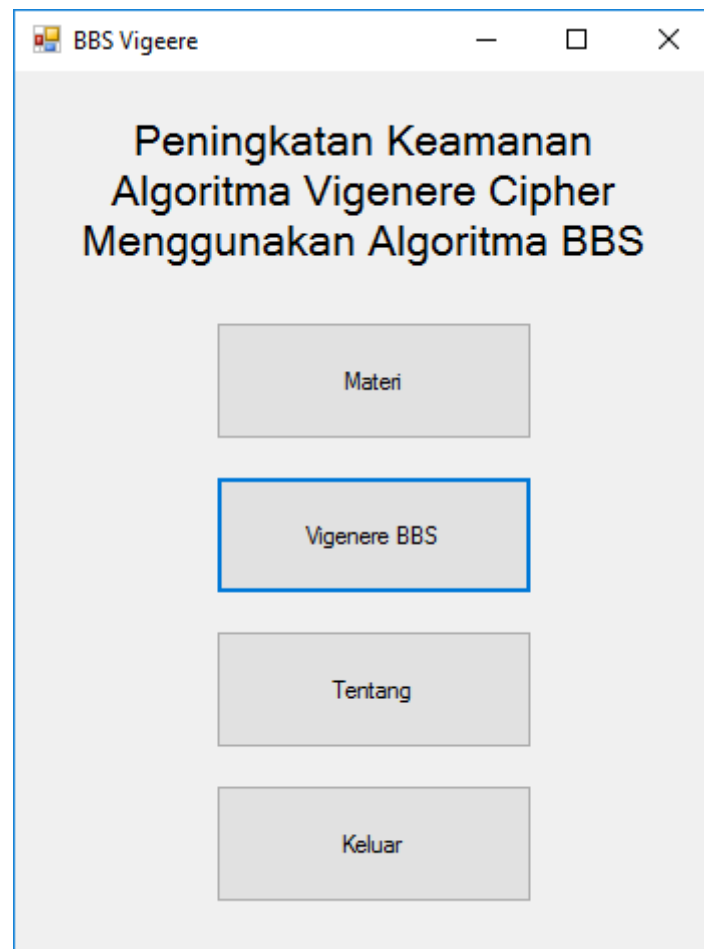 BBS Vigeere
Peningkatan Keamanan
Algoritma Vigenere Cipher
Menggunakan Algoritma BBS
Materi
Vigenere BBS
Tentang
Keluar